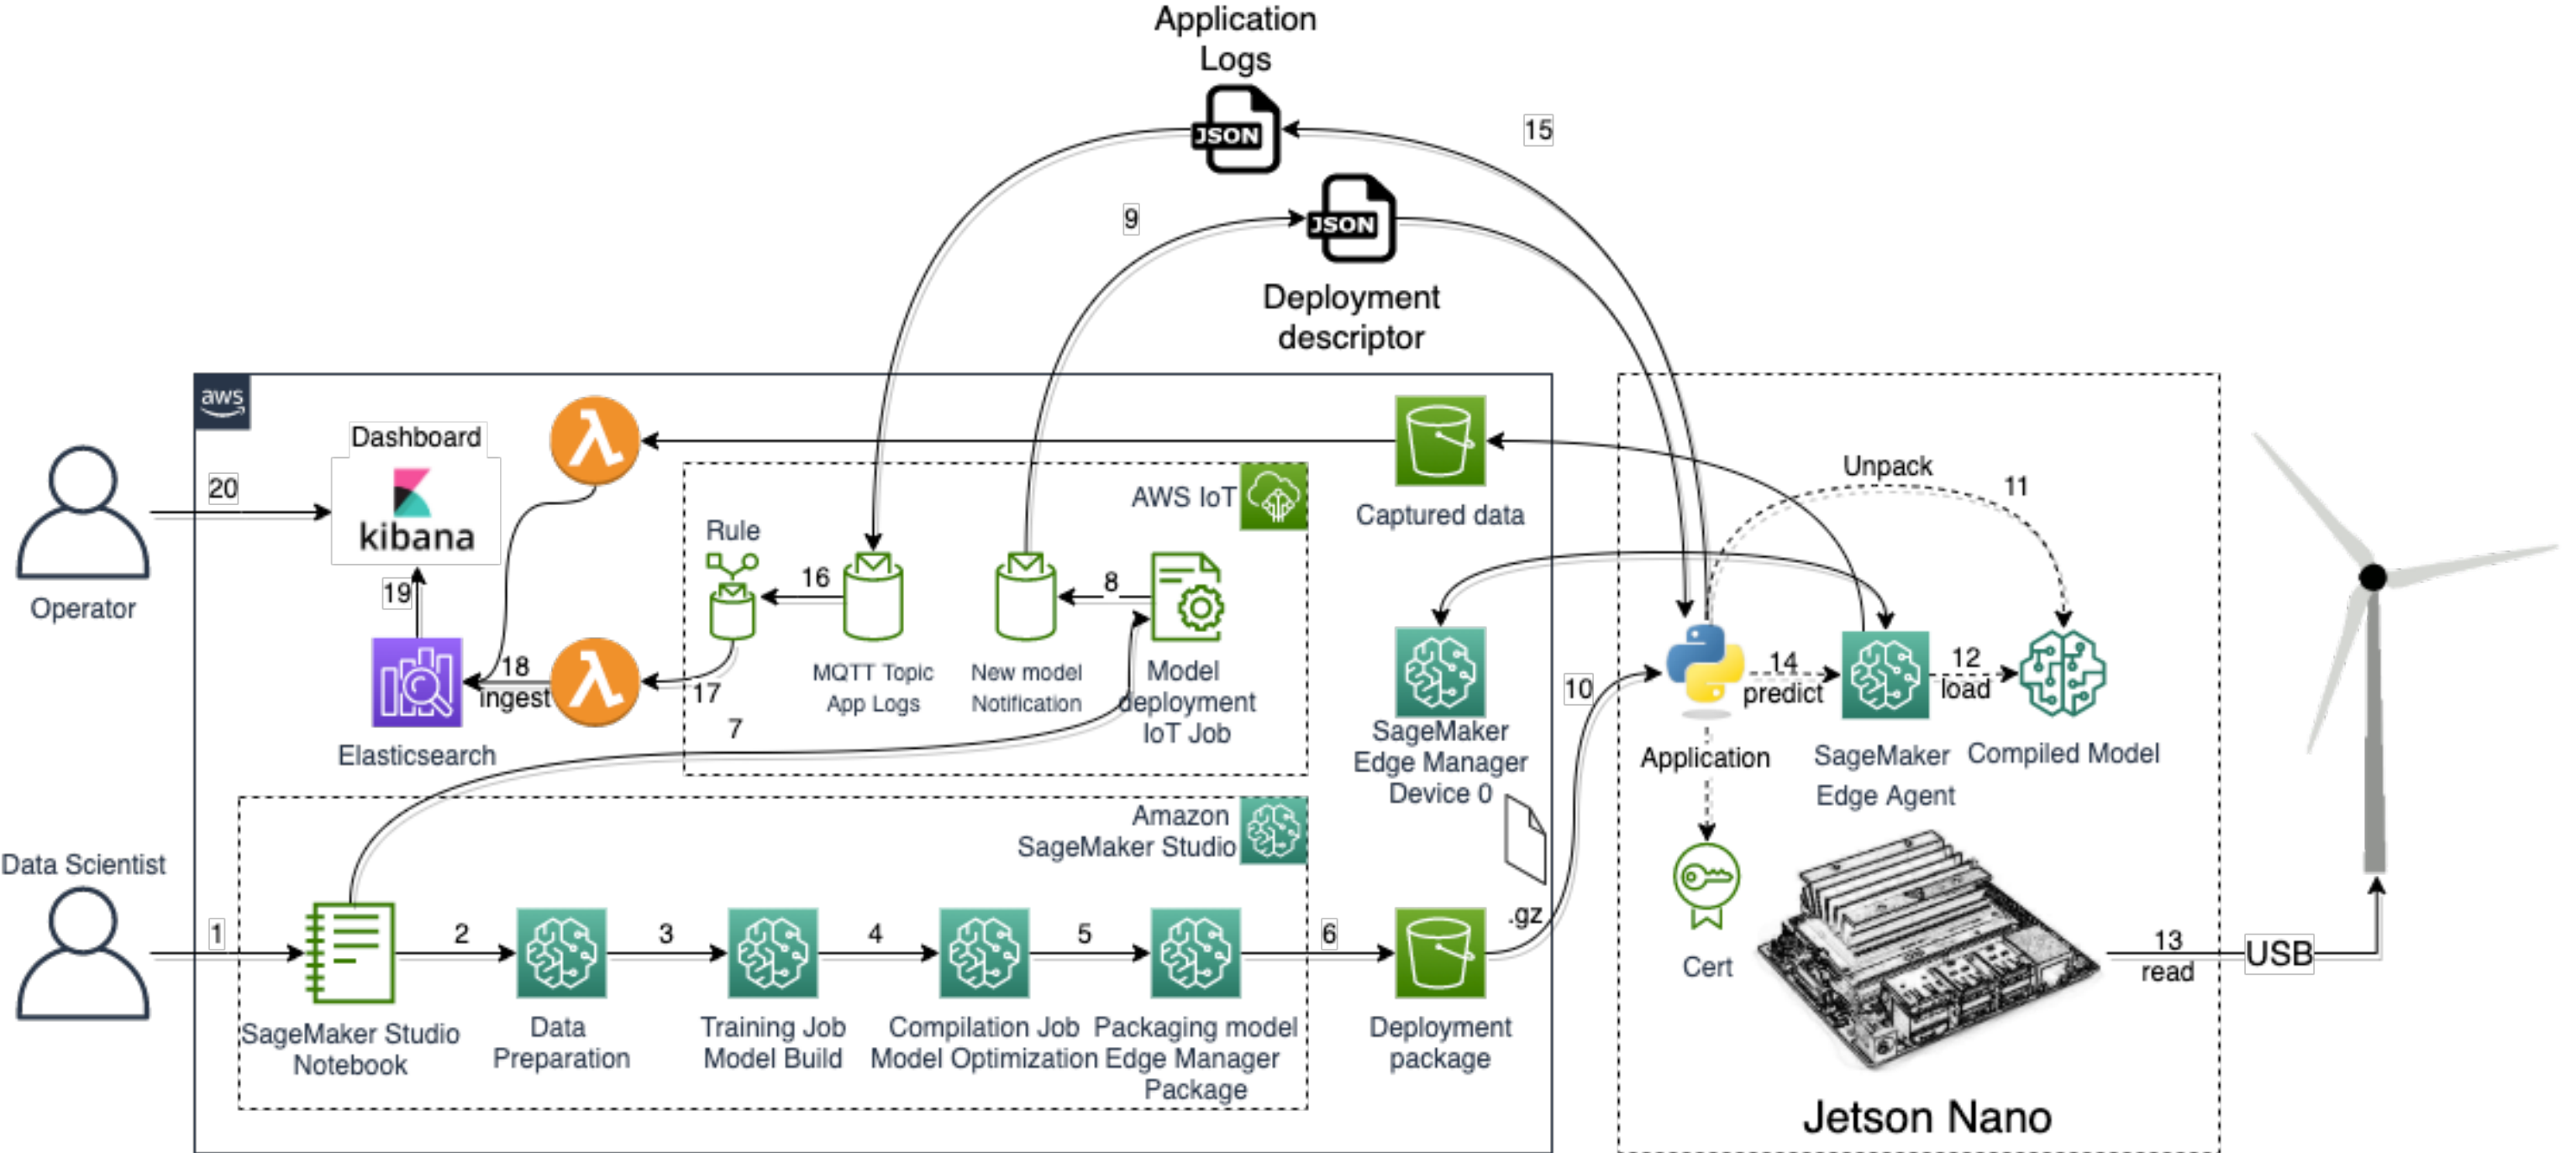 Application
Logs
JSON
15
9
JSON
Deployment
descriptor
aws
Dashboard
kibana
20
Operator
19
Elasticsearch
18
ingest
17
Rule
16
MQTT Topic
App Logs
New model
Notification
8
Model
deployment
IoT Job
AWS IoT
7
Captured data
SageMaker
Edge Manager
Device 0
10
.gz
Unpack
11
14
predict
12
load
Application
SageMaker
Edge Agent
Compiled Model
Cert
13
read
USB
Jetson Nano
Data Scientist
1
Amazon
SageMaker Studio
SageMaker Studio
Notebook
2
Data
Preparation
3
Training Job
Model Build
4
Compilation Job
Model Optimization
5
Packaging model
Edge Manager
Package
6
Deployment
package